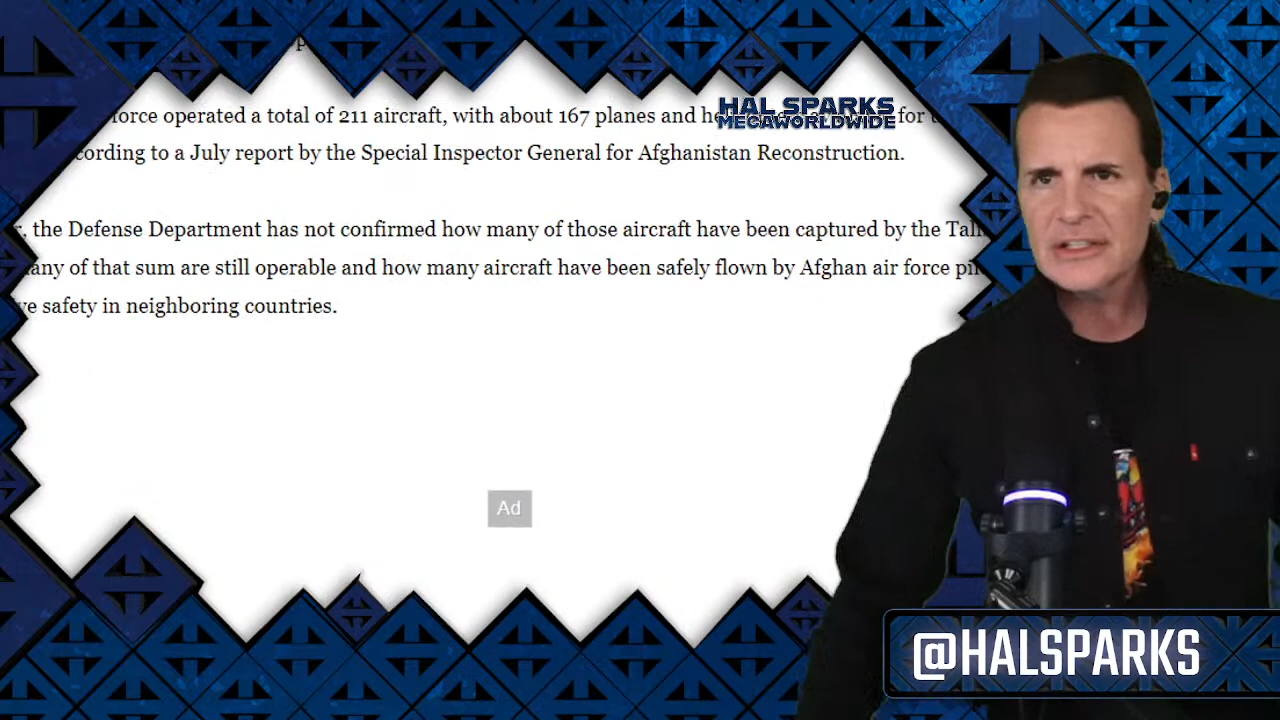 HAL SPARKS
MEGAWORLDWIDE
force operated a total of 211 aircraft, with about 167 planes and for
to a July report by the Special Inspector General for Afghanistan Reconstruction.
the Defense Department has not confirmed how many of those aircraft have been captured by the
of that sum are still operable and how many aircraft have been safely flown by Afghan air force
safety in neighboring countries.
Ad
@HALSPARKS